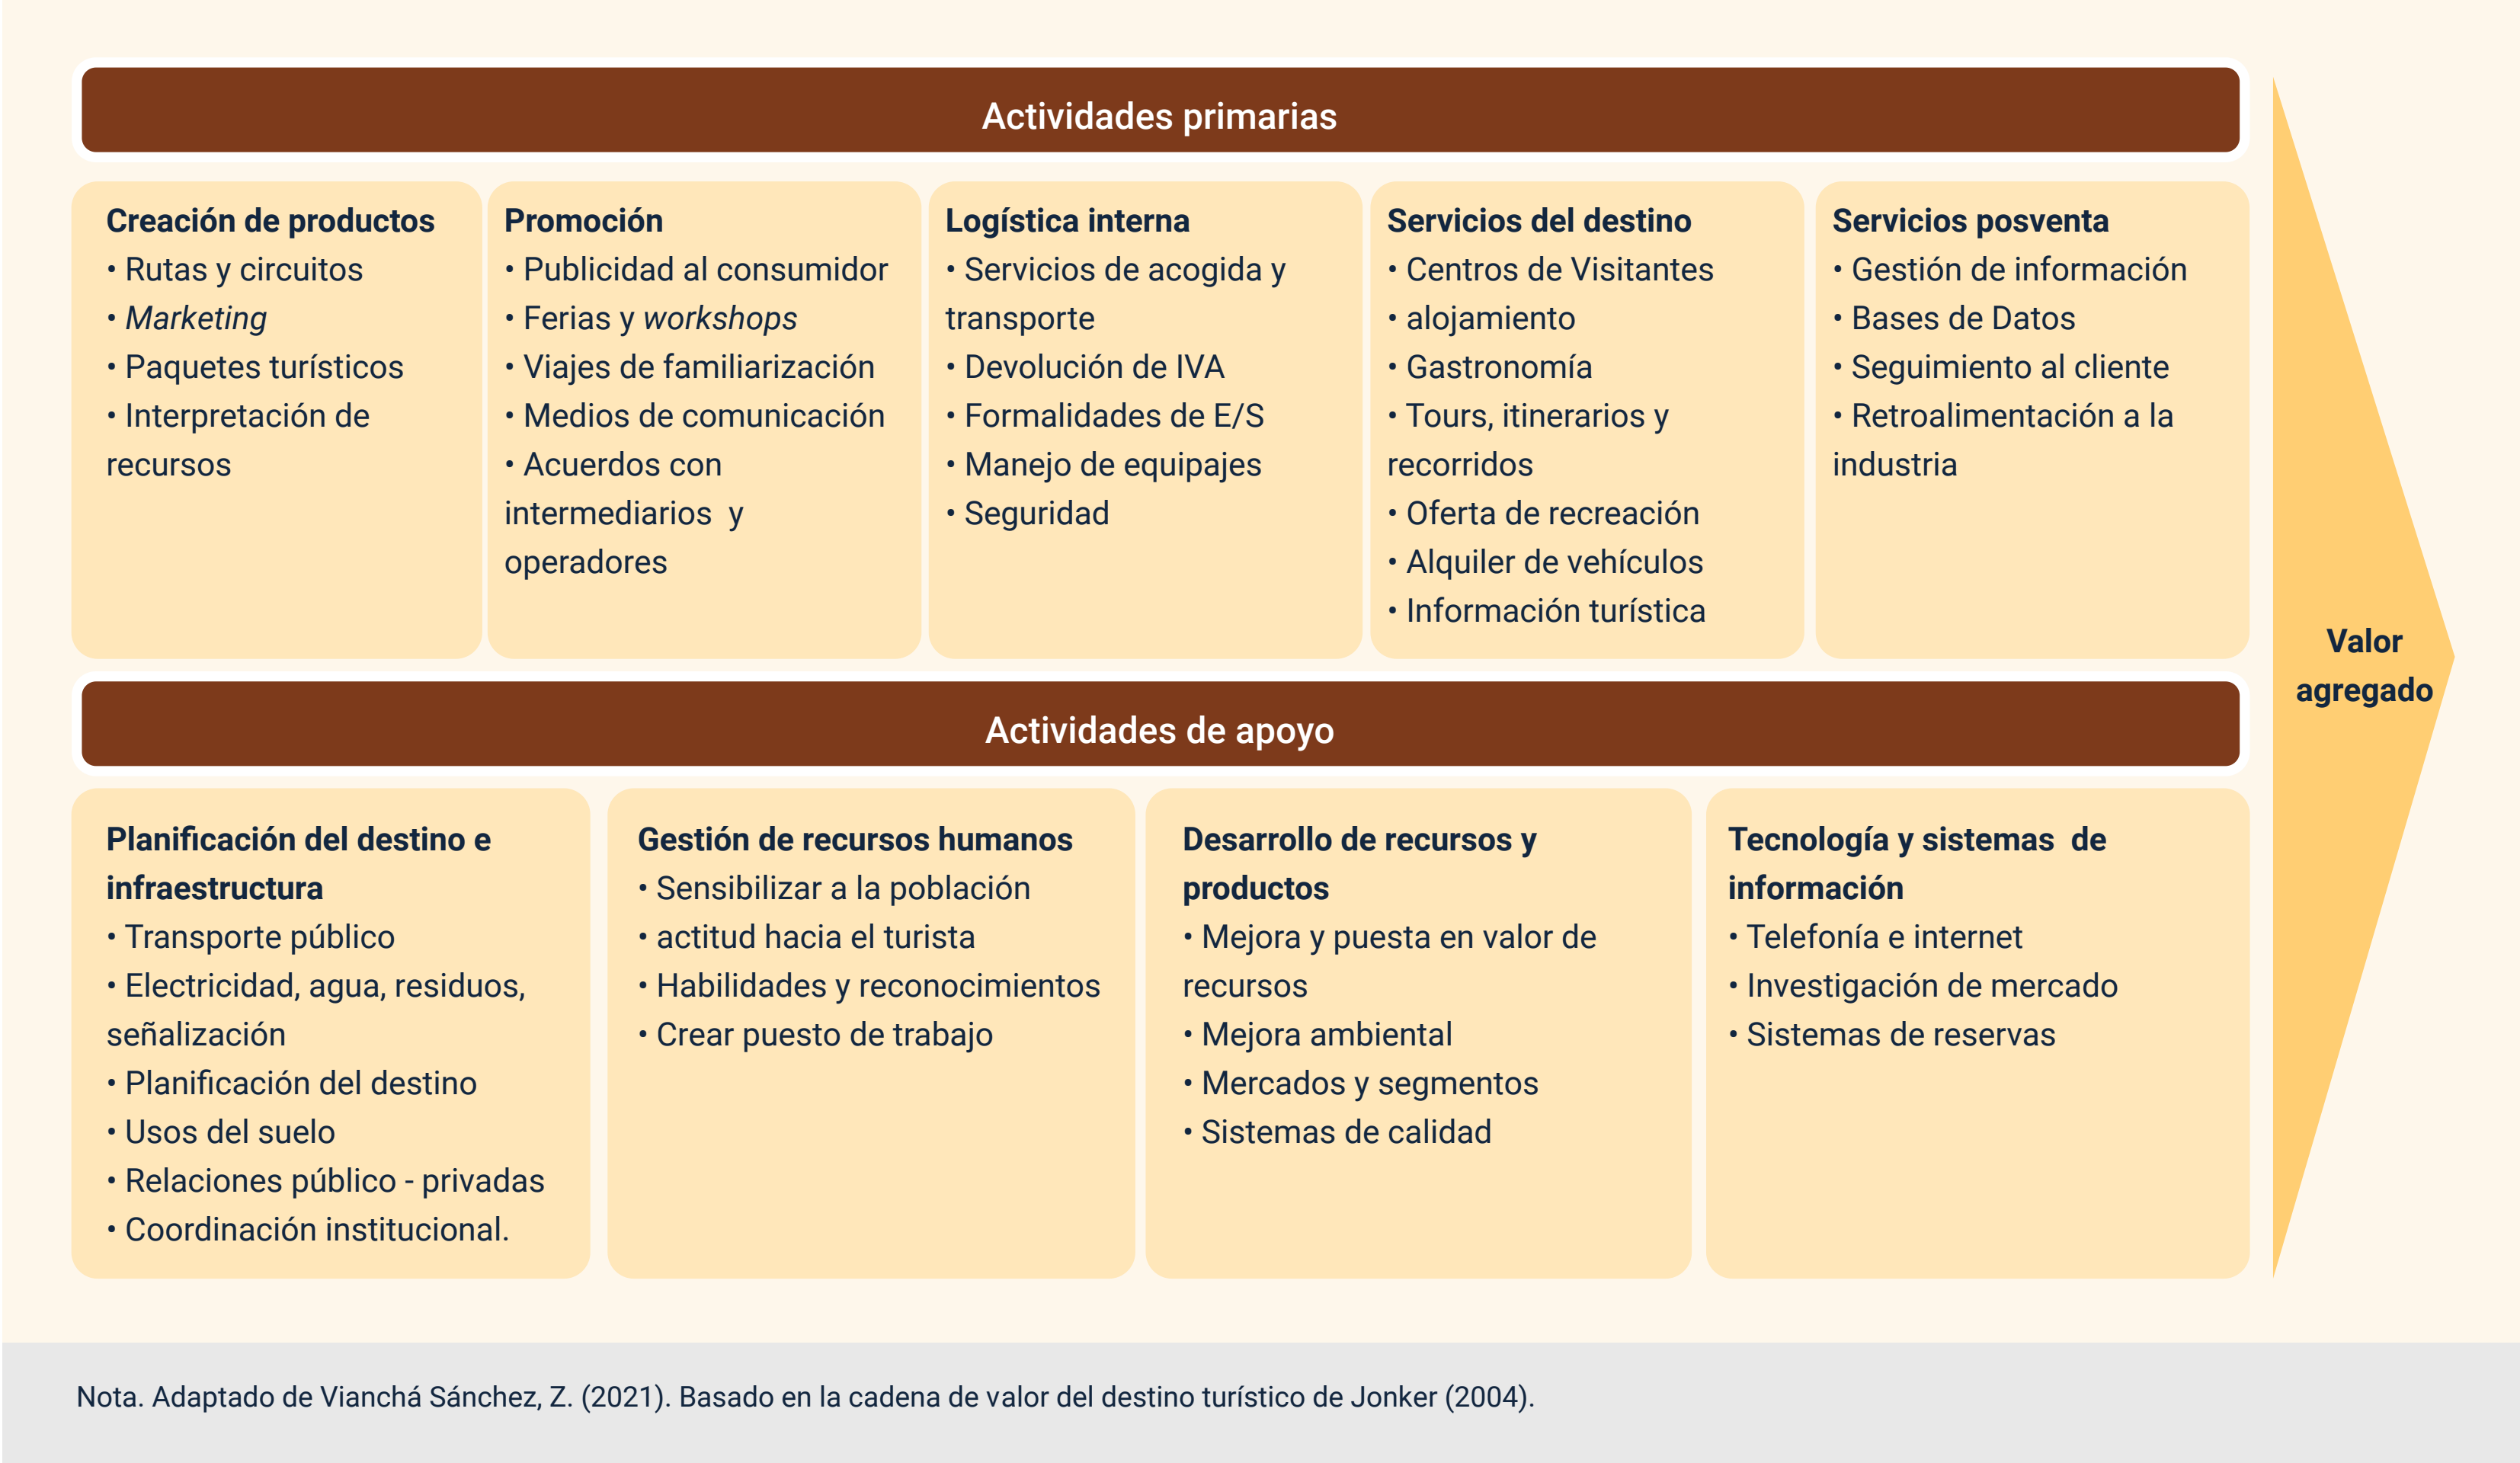 Actividades primarias
Creación de productos
• Rutas y circuitos
• Marketing
• Paquetes turísticos
• Interpretación de
recursos
Promoción
• Publicidad al consumidor
• Ferias y workshops
• Viajes de familiarización
• Medios de comunicación
• Acuerdos con
intermediarios  y
operadores
Logística interna
• Servicios de acogida y
transporte
• Devolución de IVA
• Formalidades de E/S
• Manejo de equipajes
• Seguridad
Servicios del destino
• Centros de Visitantes
• alojamiento
• Gastronomía
• Tours, itinerarios y
recorridos
• Oferta de recreación
• Alquiler de vehículos
• Información turística
Servicios posventa
• Gestión de información
• Bases de Datos
• Seguimiento al cliente
• Retroalimentación a la
industria
Valor
agregado
Actividades de apoyo
Planificación del destino e
infraestructura
• Transporte público
• Electricidad, agua, residuos,
señalización
• Planificación del destino
• Usos del suelo
• Relaciones público - privadas
• Coordinación institucional.
Gestión de recursos humanos
• Sensibilizar a la población
• actitud hacia el turista
• Habilidades y reconocimientos
• Crear puesto de trabajo
Desarrollo de recursos y
productos
• Mejora y puesta en valor de
recursos
• Mejora ambiental
• Mercados y segmentos
• Sistemas de calidad
Tecnología y sistemas  de
información
• Telefonía e internet
• Investigación de mercado
• Sistemas de reservas
Nota. Adaptado de Vianchá Sánchez, Z. (2021). Basado en la cadena de valor del destino turístico de Jonker (2004).